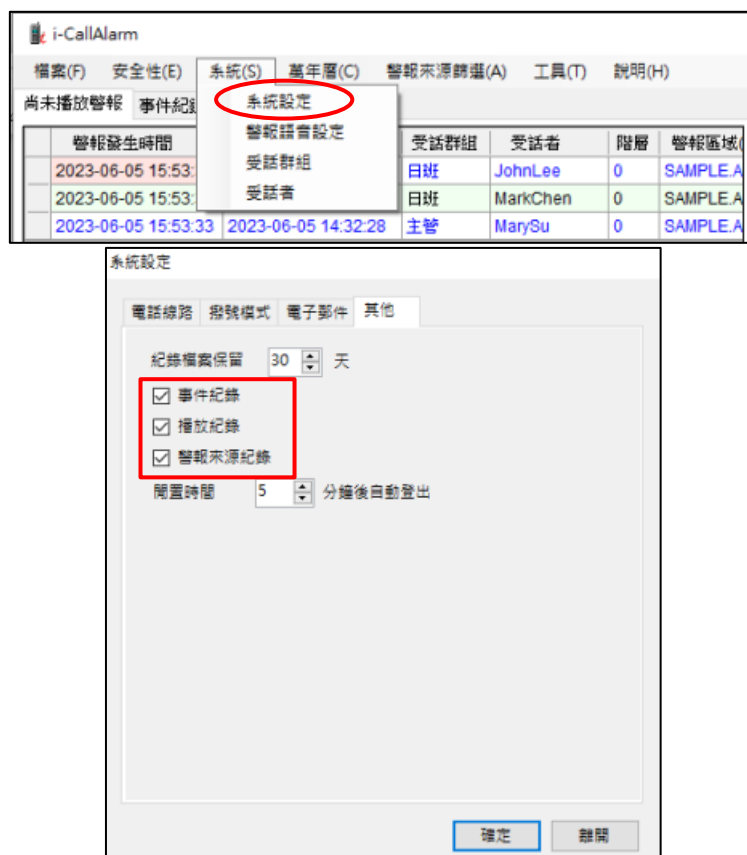 i-CallAlarm
檔案(F) 安全性(E) 系統(S) 萬年曆(C) 警報來源篩選(A) 工具(T) 說明(H)
尚未播放警報 事件紀錄
系統設定
警報語音設定
受話群組
受話者
警報發生時間 受話群組 受話者 階層 警報區域(
2023-06-05 15:53: 日班 JohnLee 0 SAMPLE.A
2023-06-05 15:53: 日班 MarkChen 0 SAMPLE.A
2023-06-05 15:53:33 2023-06-05 14:32:28 主管 MarySu 0 SAMPLE.A
系統設定
電話線路 撥號模式 電子郵件 其他
紀錄檔案保留 30 天
事件紀錄
播放紀錄
警報來源紀錄
閒置時間 5 分鐘後自動登出
確定 離開